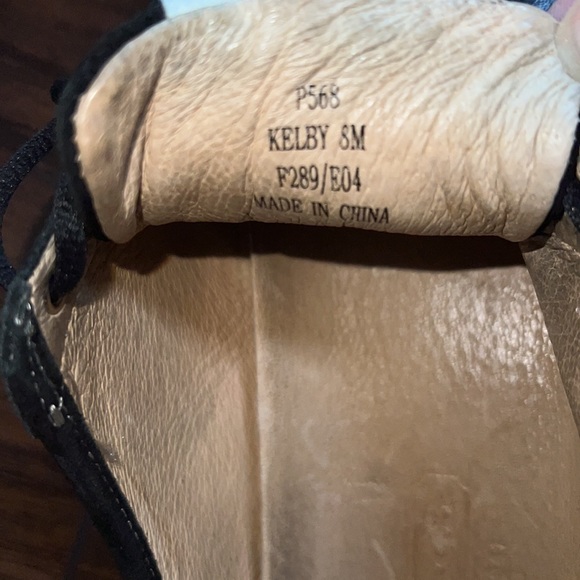 P568
KELBY 8M
F289/E04
MADE IN CHINA